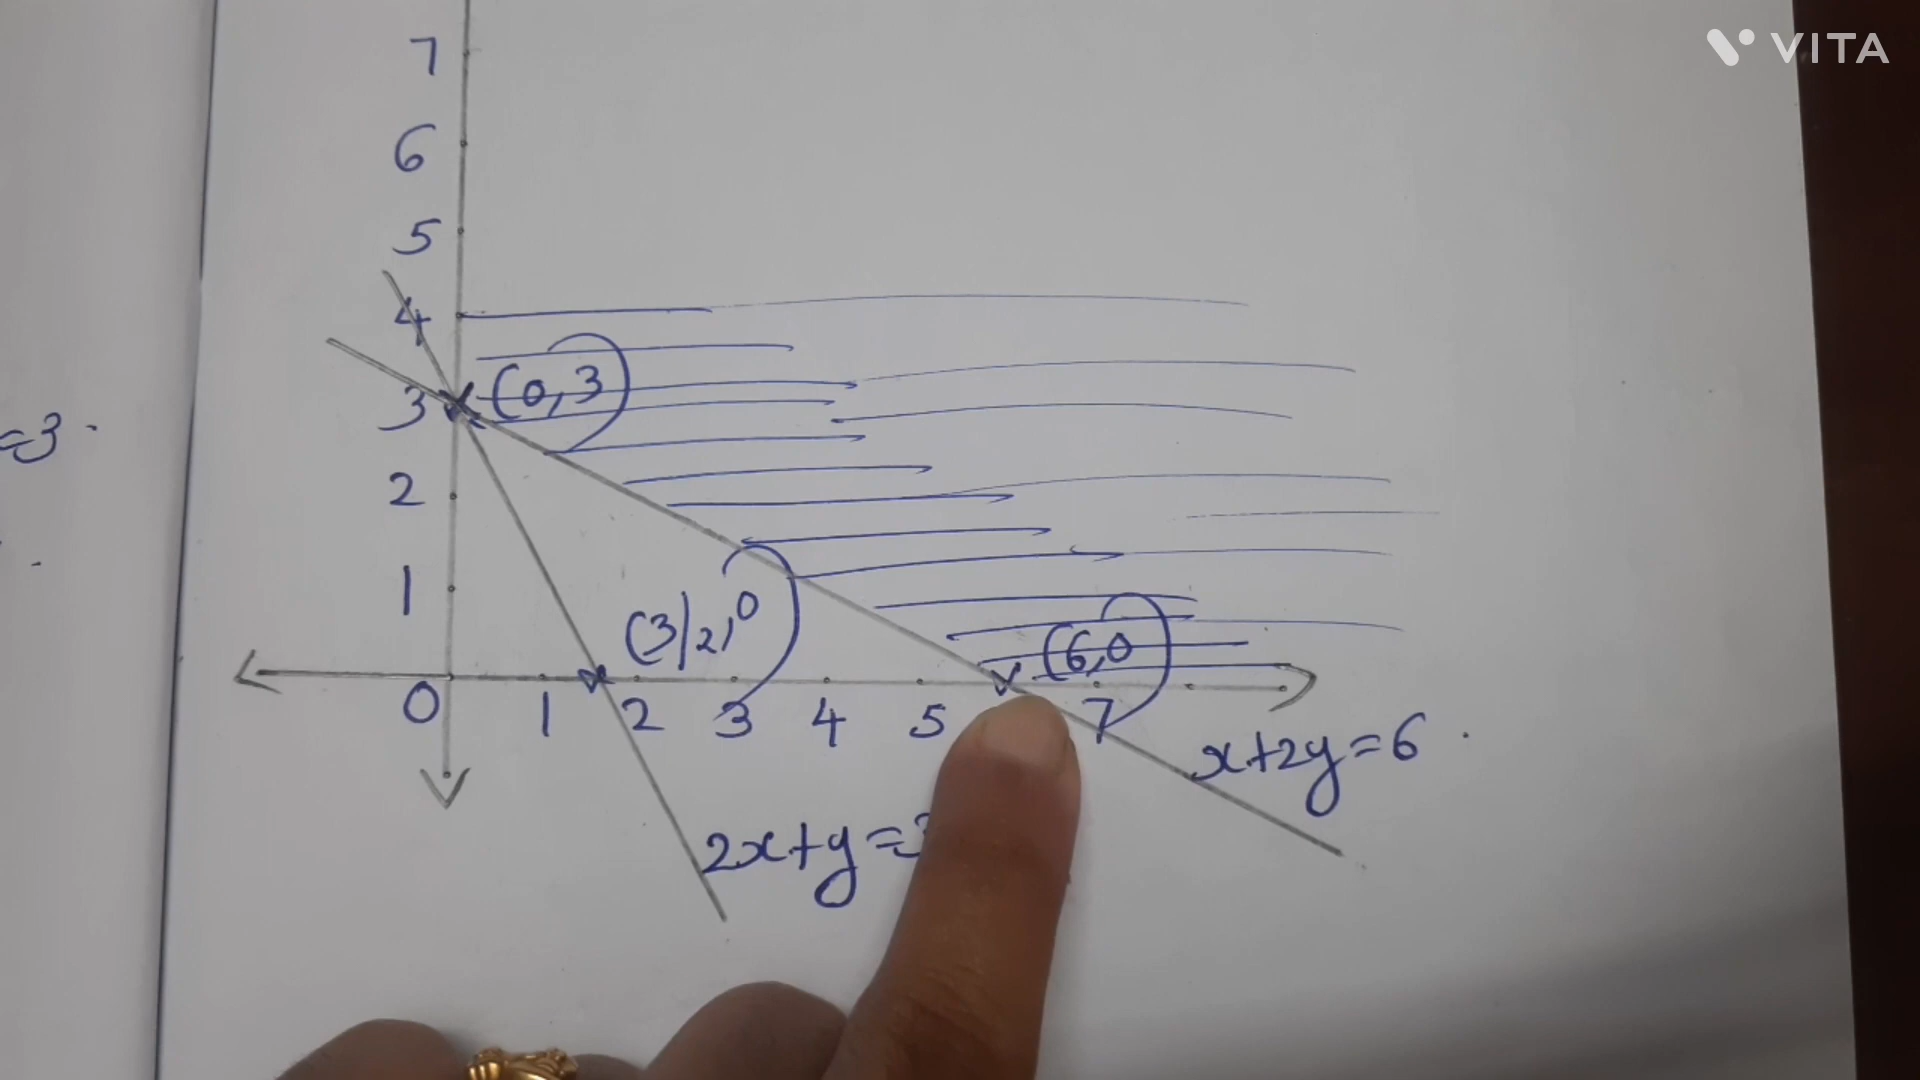 VITA
7
6
5
4
3 (0,3)
=3.
2
1
(3/2,0)
(6,0)
0 1 2 3 4 5 7
x+2y=6
2x+y=3